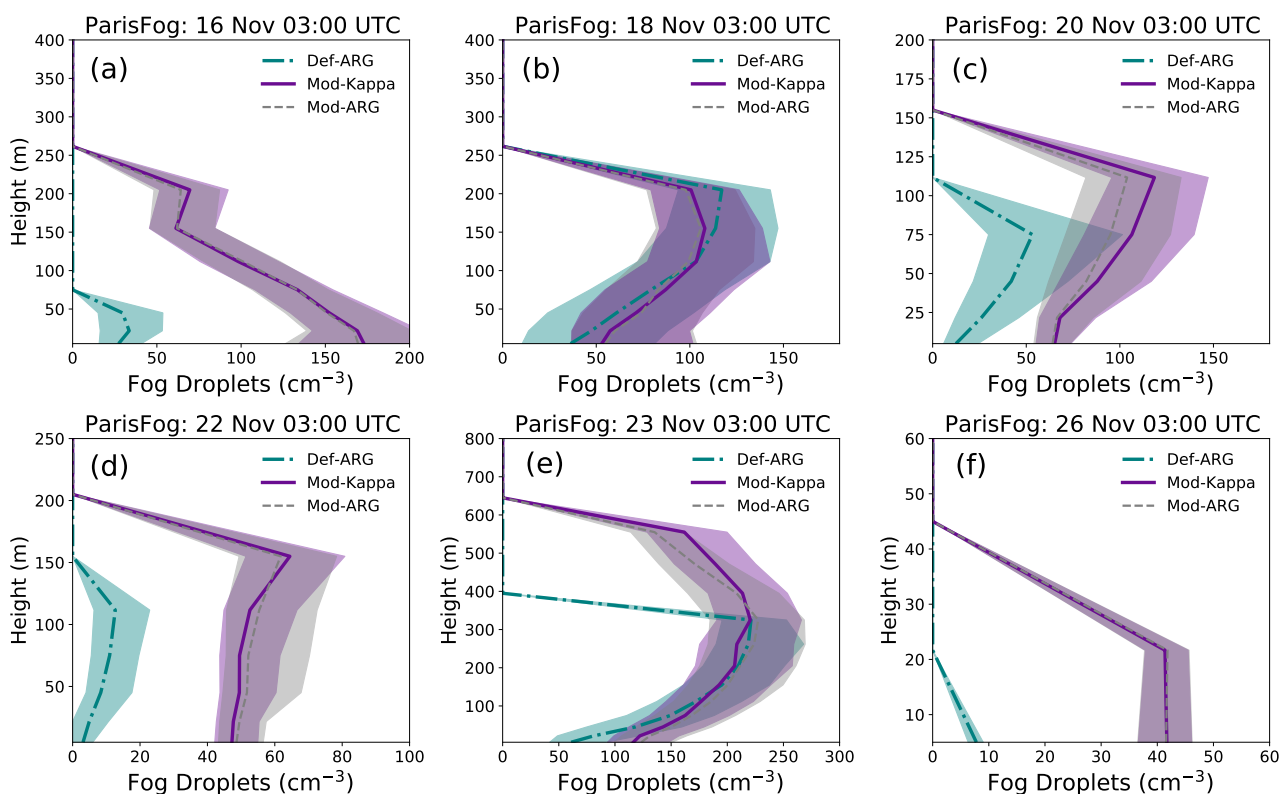 ParisFog: 16 Nov 03:00 UTC
(a)
Def-ARG
Mod-Kappa
Mod-ARG
400
350
300
250
200
150
100
50
Height (m)
0 50 100 150 200
Fog Droplets (cm⁻³)
ParisFog: 18 Nov 03:00 UTC
(b)
Def-ARG
Mod-Kappa
Mod-ARG
400
350
300
250
200
150
100
50
0 50 100 150
Fog Droplets (cm⁻³)
ParisFog: 20 Nov 03:00 UTC
(c)
Def-ARG
Mod-Kappa
Mod-ARG
200
175
150
125
100
75
50
25
Height (m)
0 50 100 150
Fog Droplets (cm⁻³)
ParisFog: 22 Nov 03:00 UTC
(d)
Def-ARG
Mod-Kappa
Mod-ARG
250
200
150
100
50
Height (m)
0 20 40 60 80 100
Fog Droplets (cm⁻³)
ParisFog: 23 Nov 03:00 UTC
(e)
Def-ARG
Mod-Kappa
Mod-ARG
800
700
600
500
400
300
200
100
Height (m)
0 50 100 150 200 250 300
Fog Droplets (cm⁻³)
ParisFog: 26 Nov 03:00 UTC
(f)
Def-ARG
Mod-Kappa
Mod-ARG
60
50
40
30
20
10
Height (m)
0 10 20 30 40 50 60
Fog Droplets (cm⁻³)